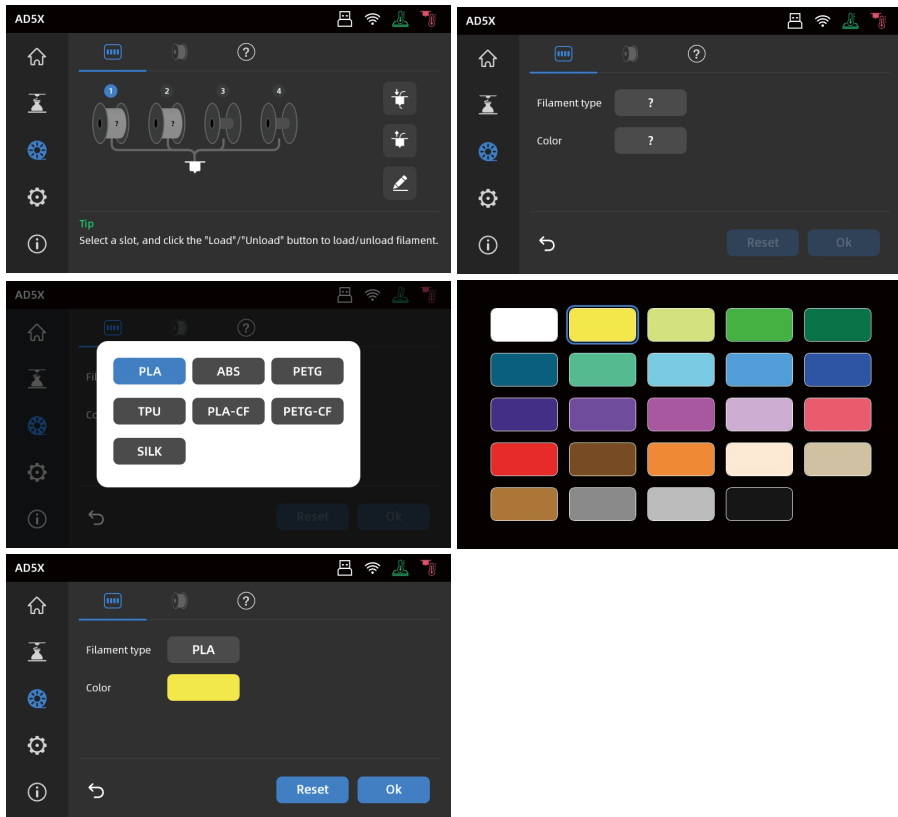 AD5X
?
1 2 3 4
? ?
Tip
Select a slot, and click the "Load"/"Unload" button to load/unload filament.
AD5X
?
Filament type ?
Color ?
Reset Ok
AD5X
?
Fil
Co
PLA ABS PETG
TPU PLA-CF PETG-CF
SILK
Reset Ok
AD5X
?
Filament type PLA
Color
Reset Ok